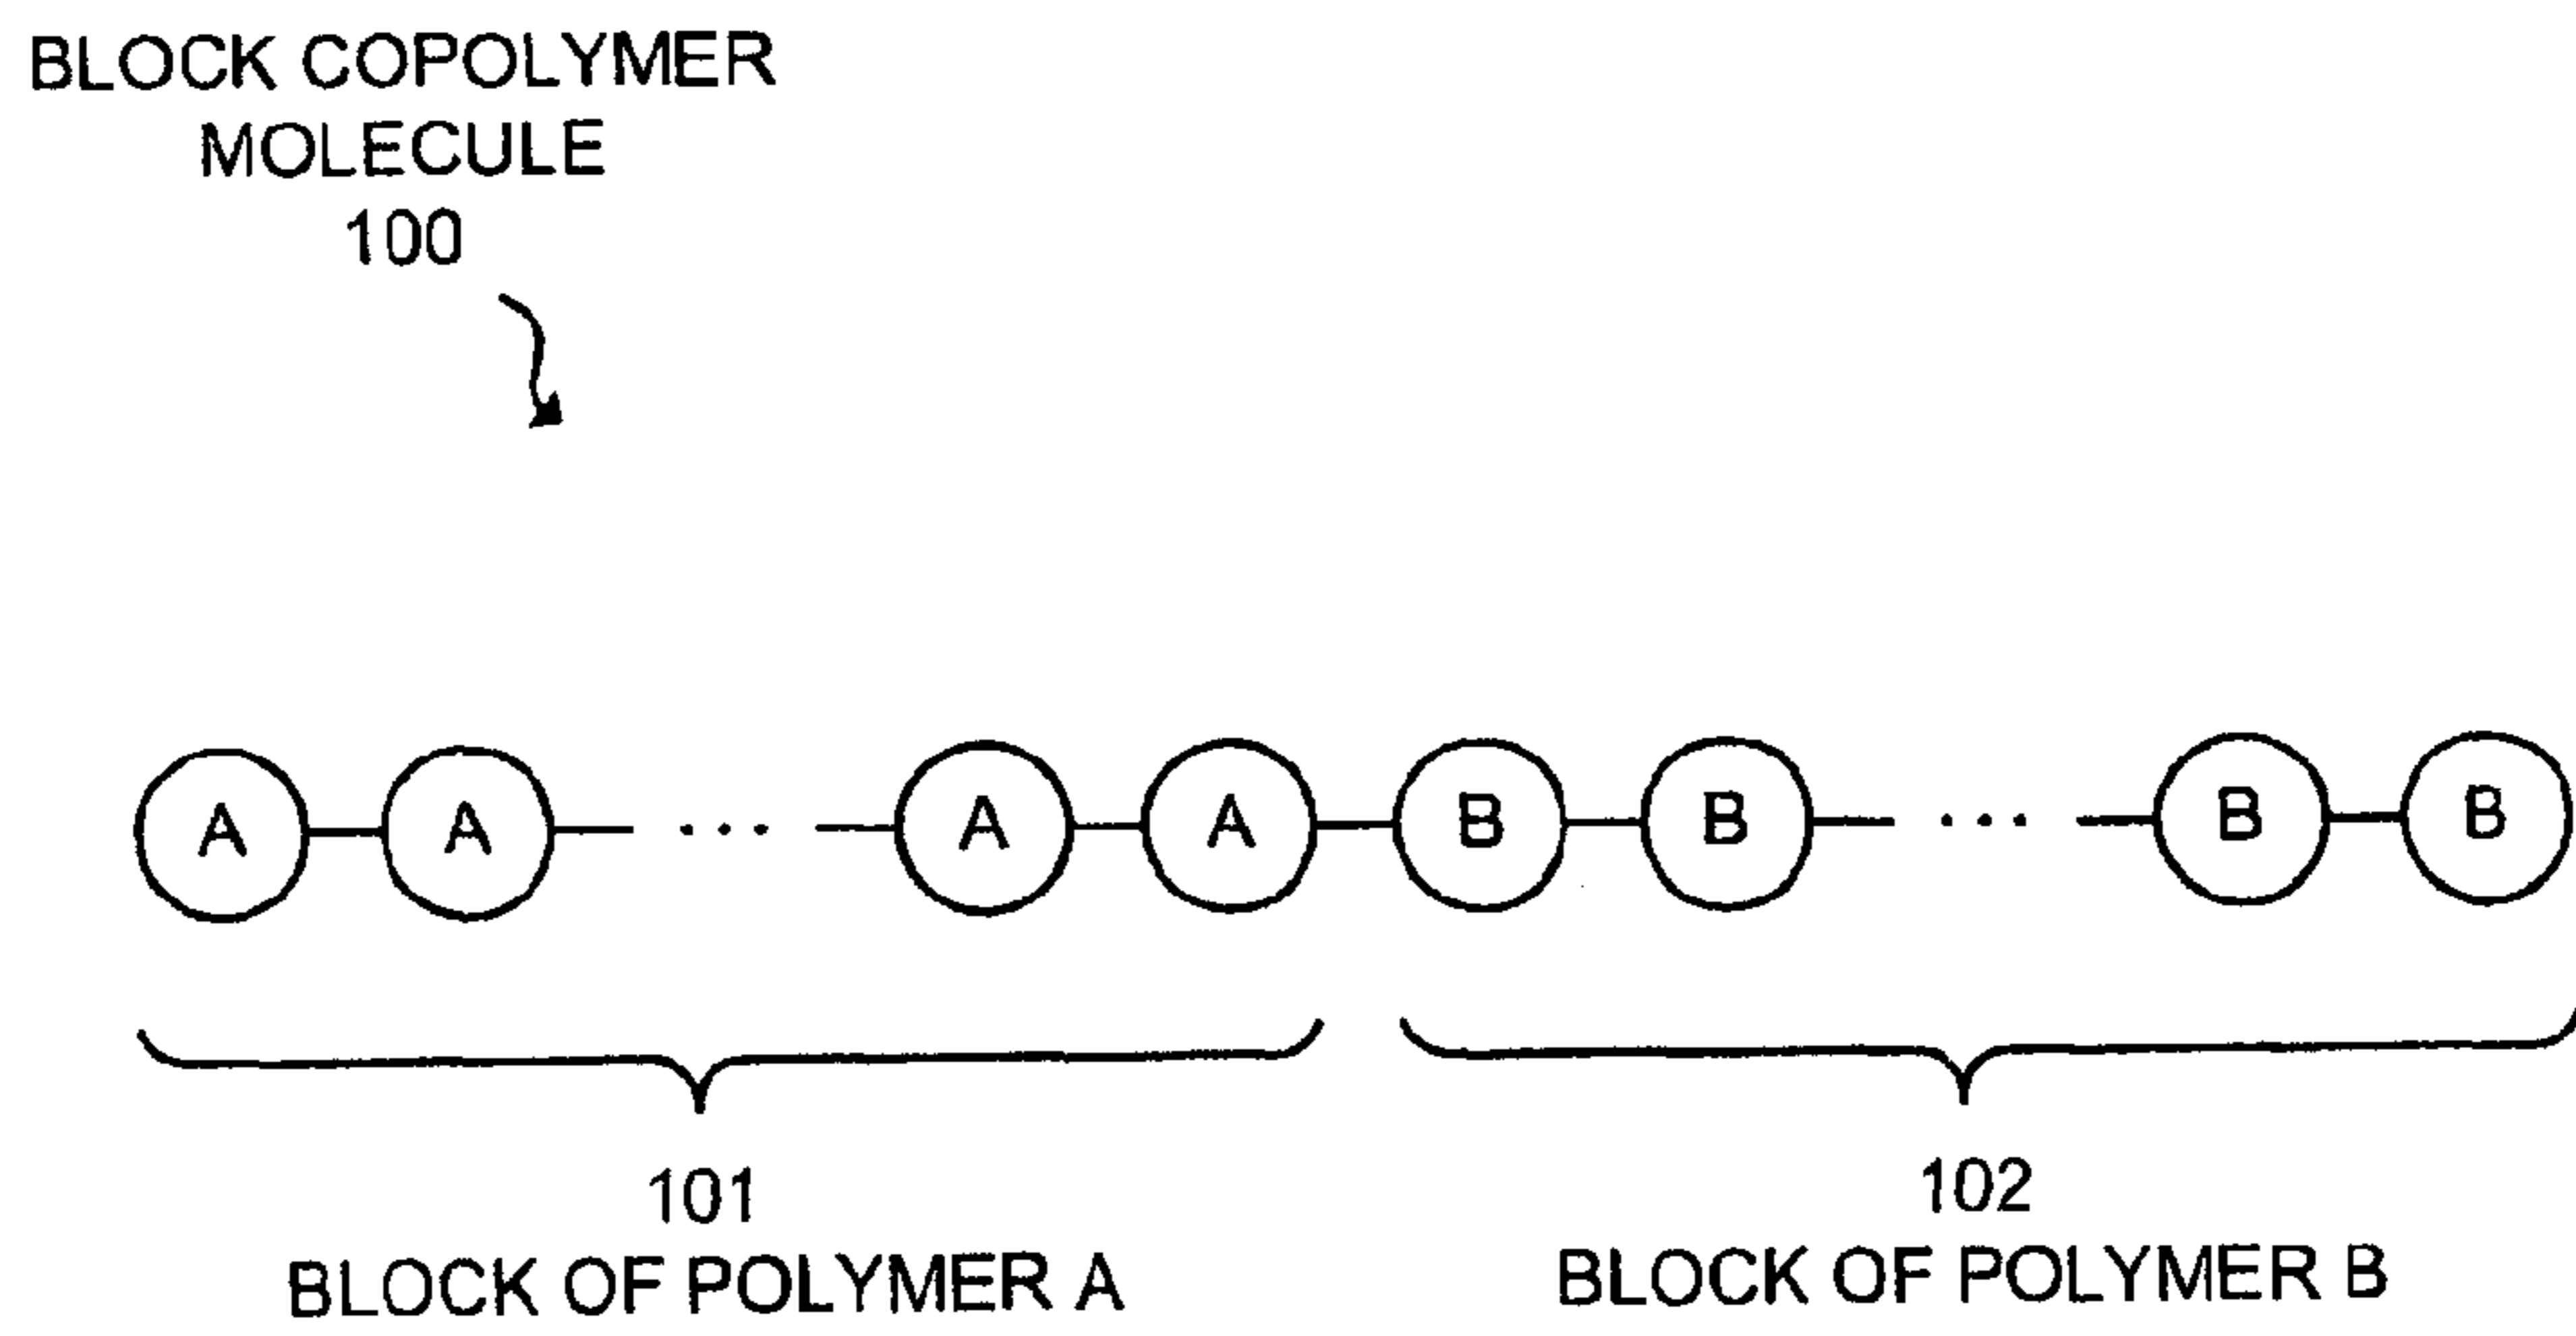 BLOCK COPOLYMER
MOLECULE
100
A A ... A A B B ... B B
101
BLOCK OF POLYMER A
102
BLOCK OF POLYMER B